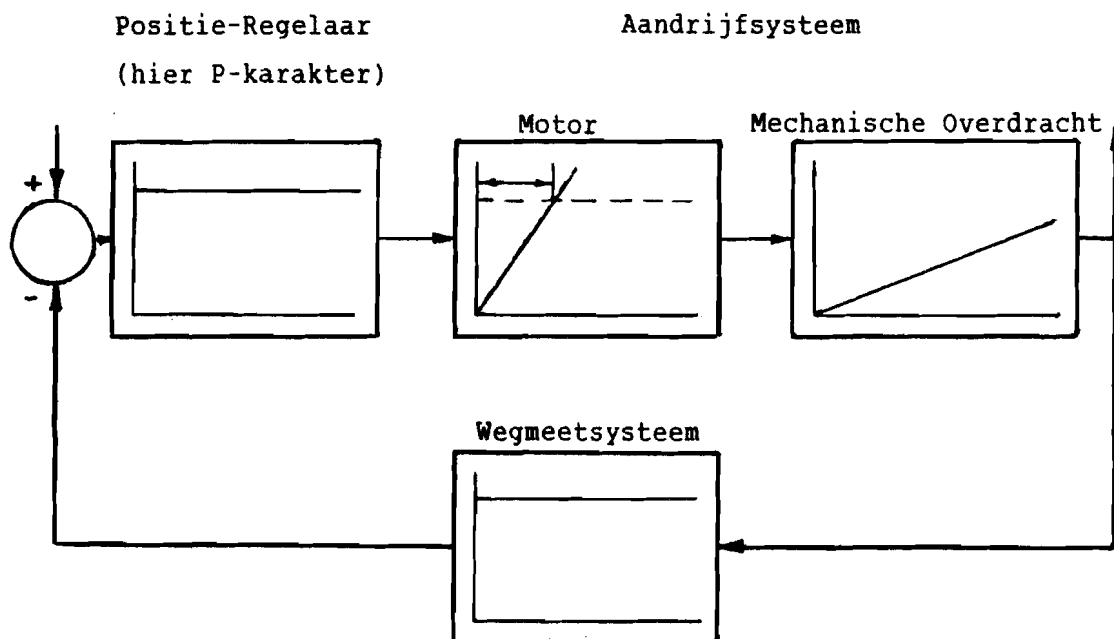 Positie-Regelaar
(hier P-karakter)
Aandrijfsysteem
Motor
Mechanische Overdracht
+
-
Wegmeetsysteem